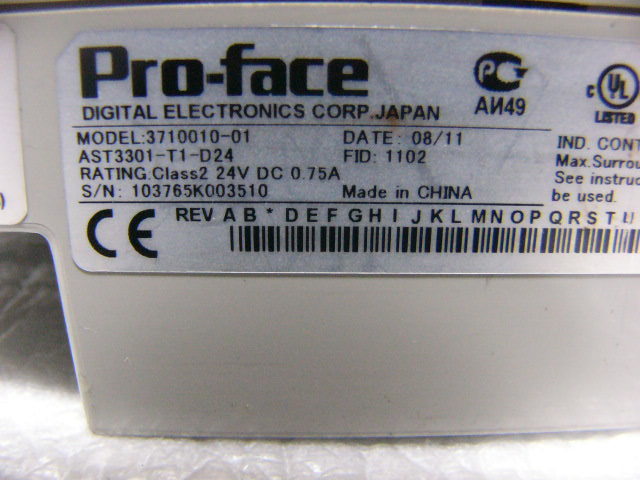 Pro-face
DIGITAL ELECTRONICS CORP.JAPAN
MODEL:3710010-01 DATE: 08/11
AST3301-T1-D24 FID: 1102
RATING:Class2 24V DC 0.75A
S/N: 103765K003510 Made in CHINA
РС
АИ49
c UL
LISTED
IND. CONT
Max.Surrou
See instruc
be used.
CE
REV A B * D E F G H I J K L M N O P Q R S T U
)